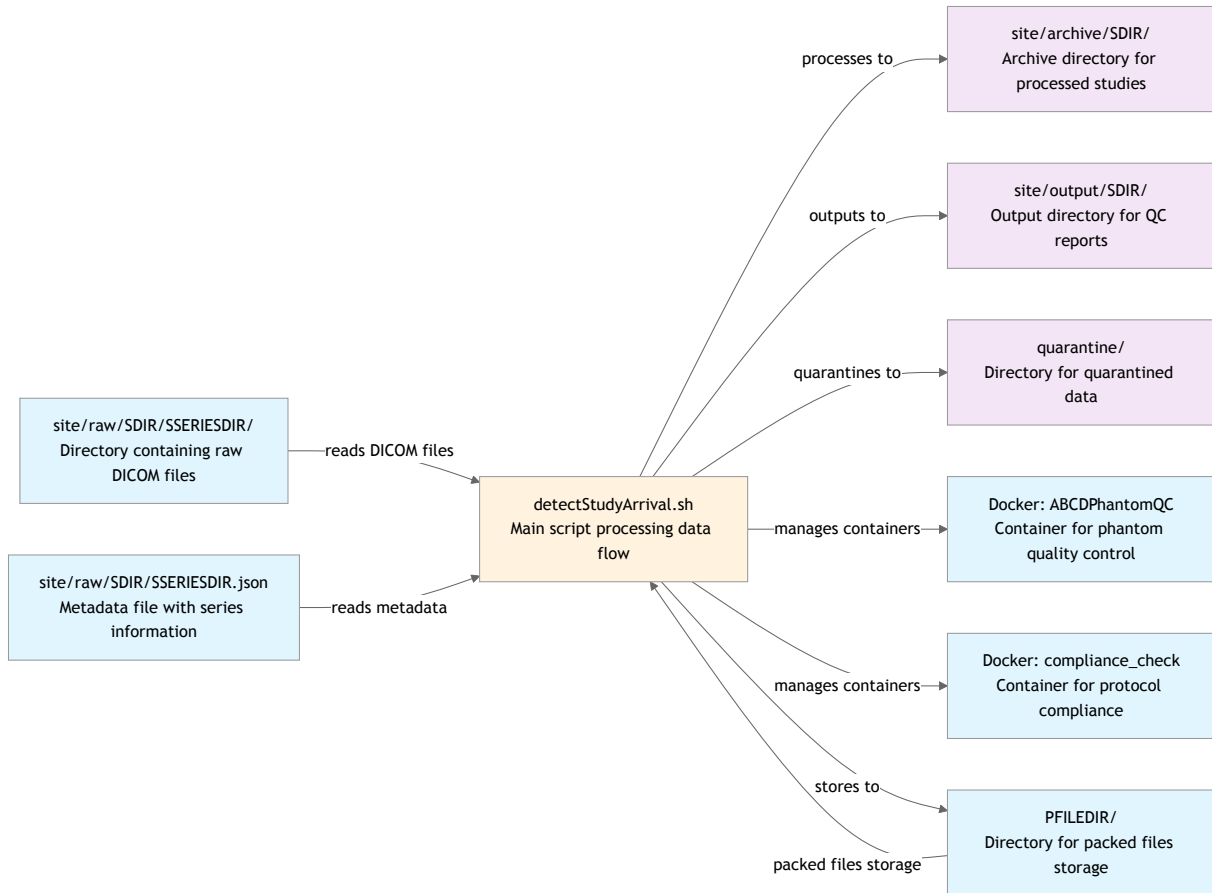 site/archive/SDIR/
Archive directory for
processed studies
processes to
site/output/SDIR/
Output directory for QC
reports
outputs to
quarantine/
Directory for quarantined
data
quarantines to
site/raw/SDIR/SSERIESDIR/
Directory containing raw
DICOM files
reads DICOM files
detectStudyArrival.sh
Main script processing data
flow
manages containers
Docker: ABCDPhantomQC
Container for phantom
quality control
site/raw/SDIR/SSERIESDIR.json
Metadata file with series
information
reads metadata
manages containers
Docker: compliance_check
Container for protocol
compliance
stores to
packed files storage
PFILEDIR/
Directory for packed files
storage